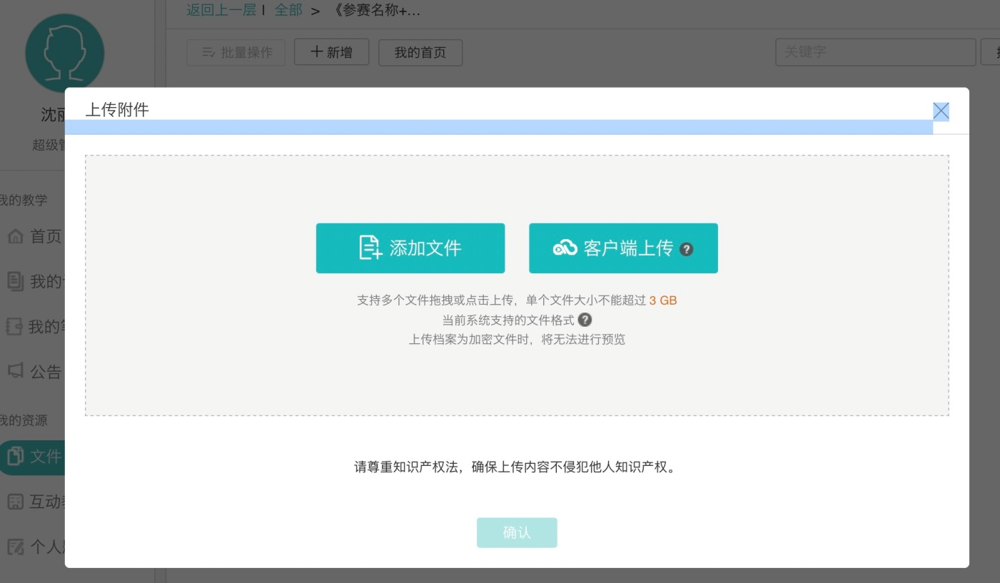 返回上一层 | 全部 > 《参赛名称+...
批量操作 新增 我的首页 关键字
沈
超级
上传附件
我的教学
首页
我的
我的
公告
我的资源
文件
互动
个人
添加文件 客户端上传 ?
支持多个文件拖拽或点击上传，单个文件大小不能超过 3 GB
当前系统支持的文件格式 ?
上传档案为加密文件时，将无法进行预览
请尊重知识产权法，确保上传内容不侵犯他人知识产权。
确认